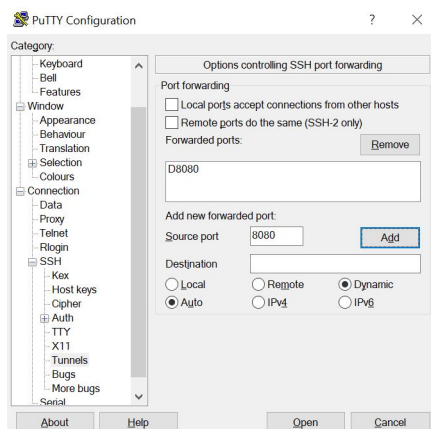 PuTTY Configuration ? ×
Category:
Keyboard
Bell
Features
Window
Appearance
Behaviour
Translation
Selection
Colours
Connection
Data
Proxy
Telnet
Rlogin
SSH
Kex
Host keys
Cipher
Auth
TTY
X11
Tunnels
Bugs
More bugs
Serial
Options controlling SSH port forwarding
Port forwarding
Local ports accept connections from other hosts
Remote ports do the same (SSH-2 only)
Forwarded ports: Remove
D8080
Add new forwarded port:
Source port 8080 Add
Destination
Local Remote Dynamic
Auto IPv4 IPv6
About Help Open Cancel